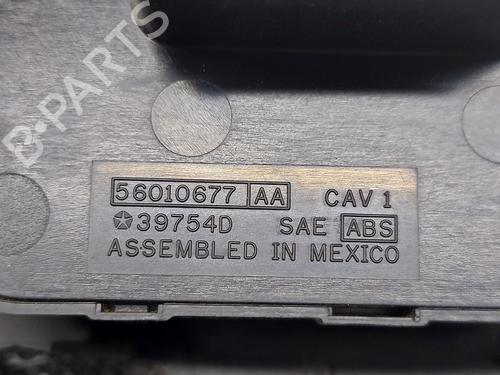 B-PARTS
56010677 AA CAV 1
39754D SAE ABS
ASSEMBLED IN MEXICO